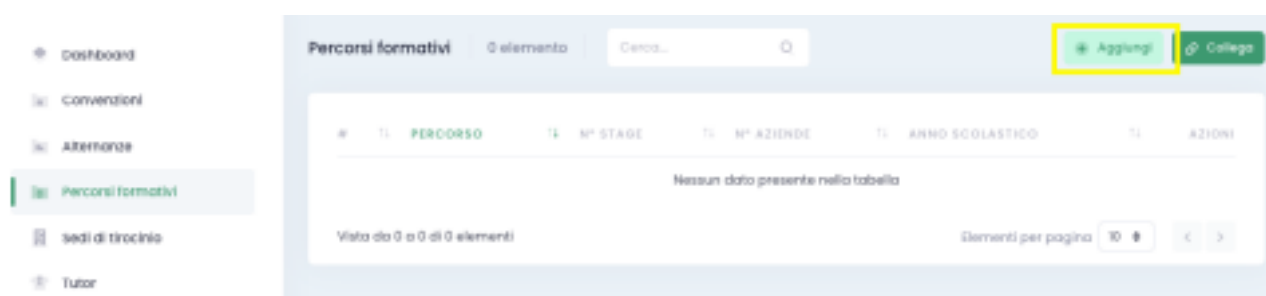 Dashboard
Convenzioni
Alternanze
Percorsi formativi
Sedi di tirocinio
Tutor
Percorsi formativi 0 elemento Cerca... Aggiungi Collega
# PERCORSO N° STAGE N° AZIENDE ANNO SCOLASTICO AZIONI
Nessun dato presente nella tabella
Vista da 0 a 0 di 0 elementi Elementi per pagina 10